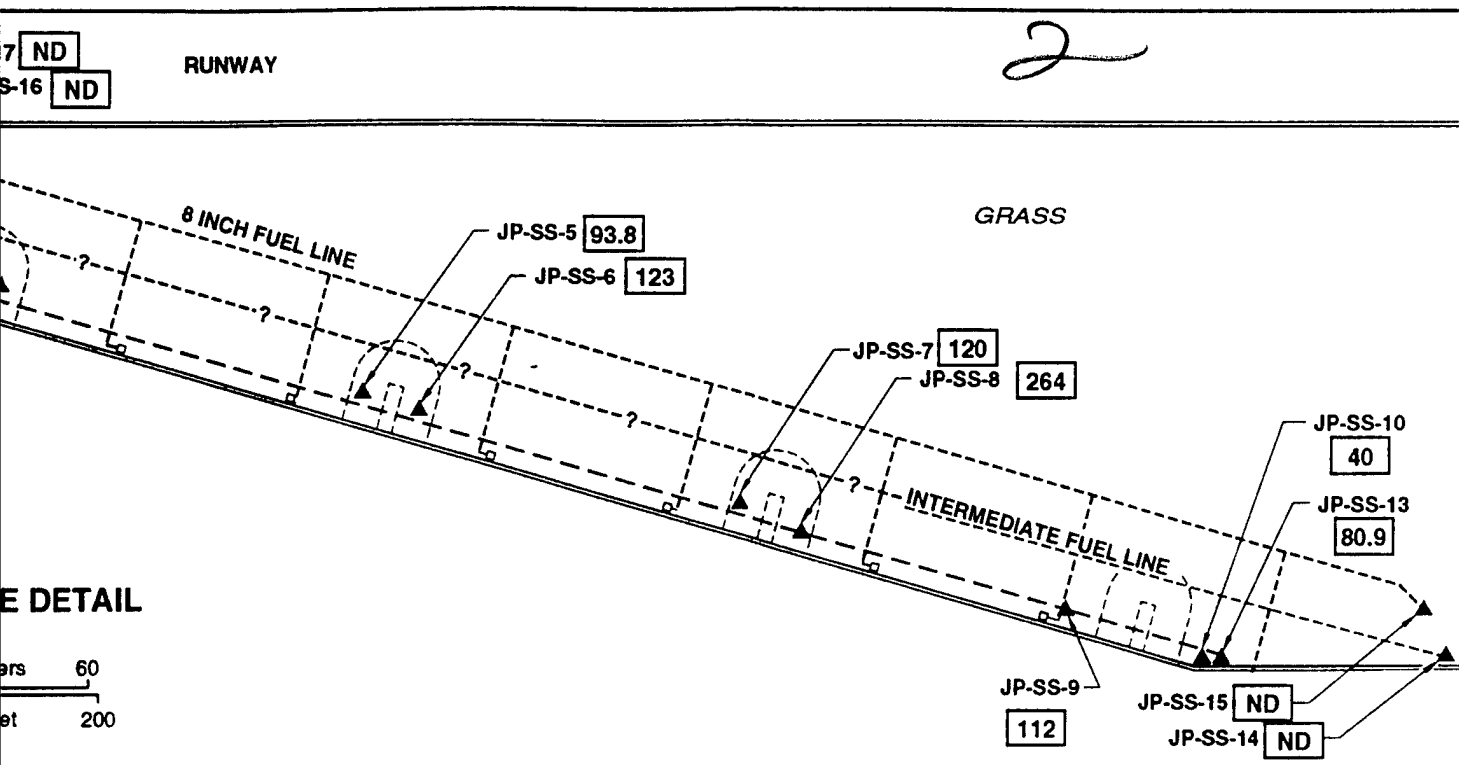 7 ND
S-16 ND
RUNWAY
2
GRASS
8 INCH FUEL LINE
JP-SS-5 93.8
JP-SS-6 123
?
?
?
?
?
JP-SS-7 120
JP-SS-8 264
JP-SS-10
40
JP-SS-13
80.9
INTERMEDIATE FUEL LINE
E DETAIL
ers 60
et 200
JP-SS-9
112
JP-SS-15 ND
JP-SS-14 ND